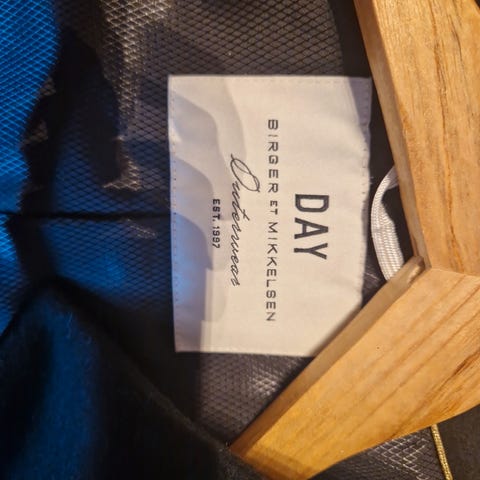 DAY
BIRGER ET MIKKELSEN
Outerwear
EST. 1997